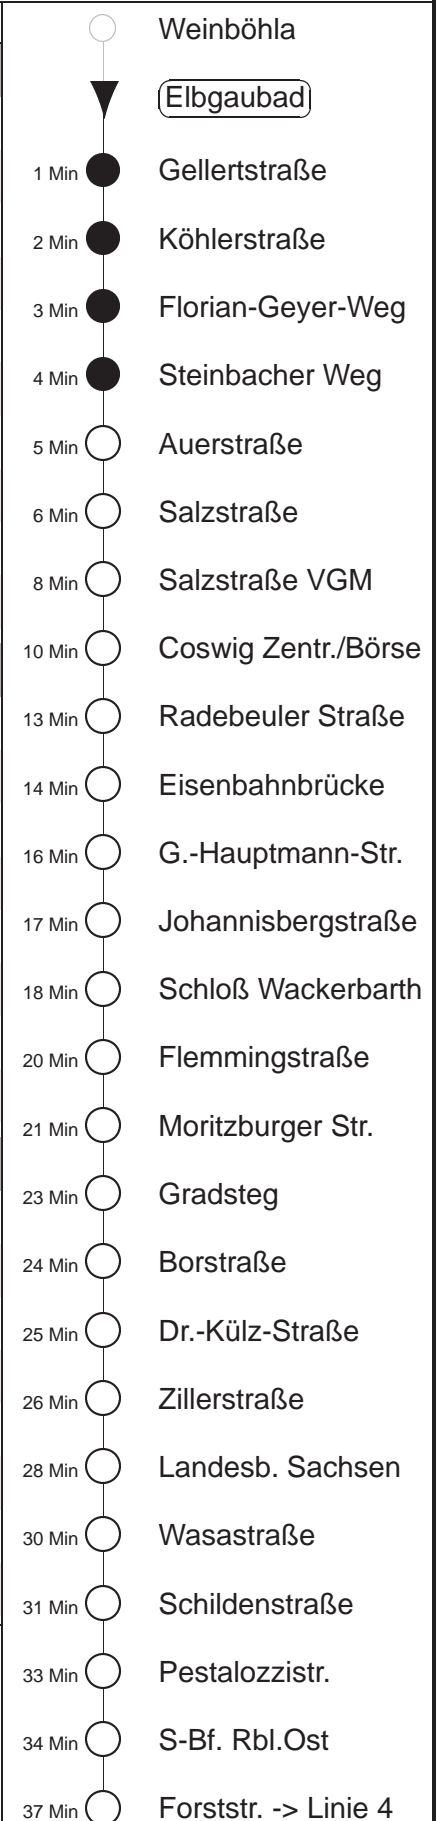 Weinböhla
Elbgaubad
1 Min Gellertstraße
2 Min Köhlerstraße
3 Min Florian-Geyer-Weg
4 Min Steinbacher Weg
5 Min Auerstraße
6 Min Salzstraße
8 Min Salzstraße VGM
10 Min Coswig Zentr./Börse
13 Min Radebeuler Straße
14 Min Eisenbahnbrücke
16 Min G.-Hauptmann-Str.
17 Min Johannisbergstraße
18 Min Schloß Wackerbarth
20 Min Flemmingstraße
21 Min Moritzburger Str.
23 Min Gradsteg
24 Min Borstraße
25 Min Dr.-Külz-Straße
26 Min Zillerstraße
28 Min Landesb. Sachsen
30 Min Wasastraße
31 Min Schildenstraße
33 Min Pestalozzistr.
34 Min S-Bf. Rbl.Ost
37 Min Forststr. -> Linie 4